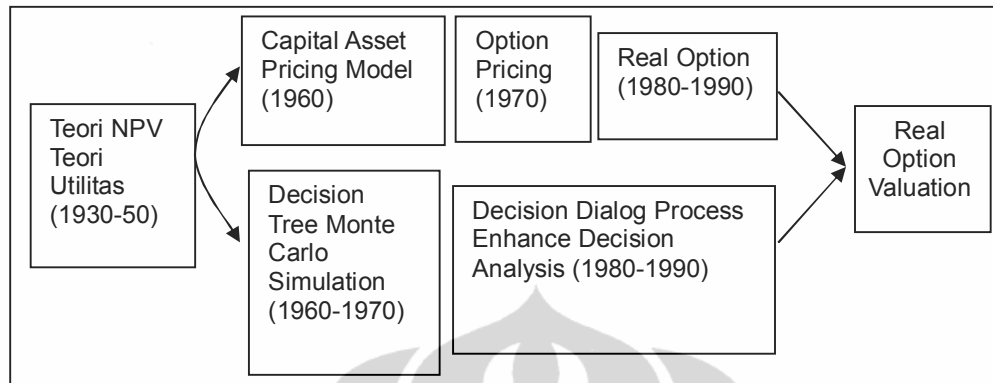 Teori NPV
Teori
Utilitas
(1930-50)
Capital Asset
Pricing Model
(1960)
Option
Pricing
(1970)
Real Option
(1980-1990)
Decision
Tree Monte
Carlo
Simulation
(1960-1970)
Decision Dialog Process
Enhance Decision
Analysis (1980-1990)
Real
Option
Valuation